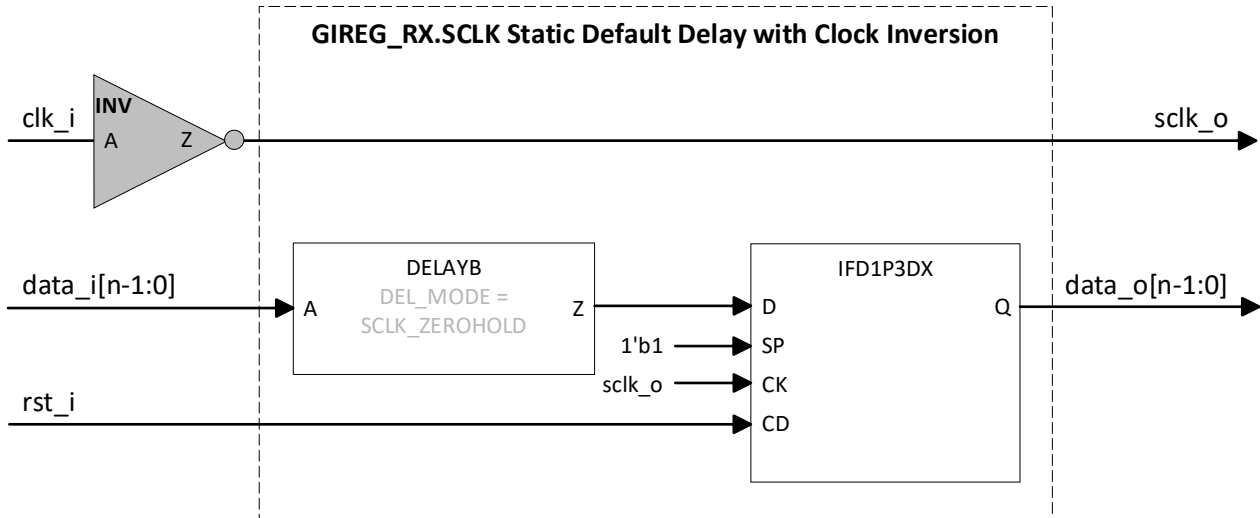 GIREG_RX.SCLK Static Default Delay with Clock Inversion
INV
clk_i
A
Z
sclk_o
DELAYB
DEL_MODE =
SCLK_ZEROHOLD
IFD1P3DX
data_i[n-1:0]
A
Z
D
Q
data_o[n-1:0]
1'b1
SP
sclk_o
CK
rst_i
CD